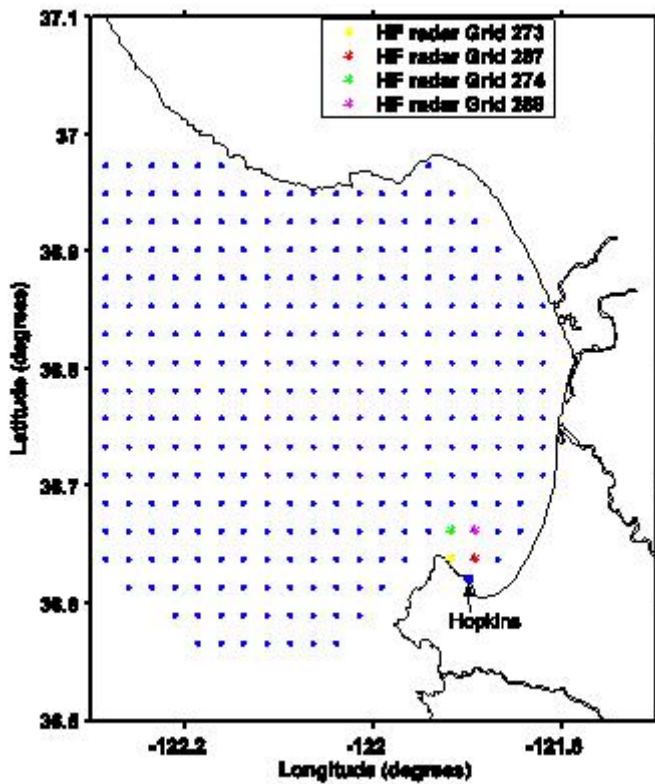 37.1
HF radar Grid 273
HF radar Grid 287
HF radar Grid 274
HF radar Grid 288
37
36.9
36.8
36.7
36.6
36.5
Latitude (degrees)
Hopkins
-122.2
-122
-121.8
Longitude (degrees)